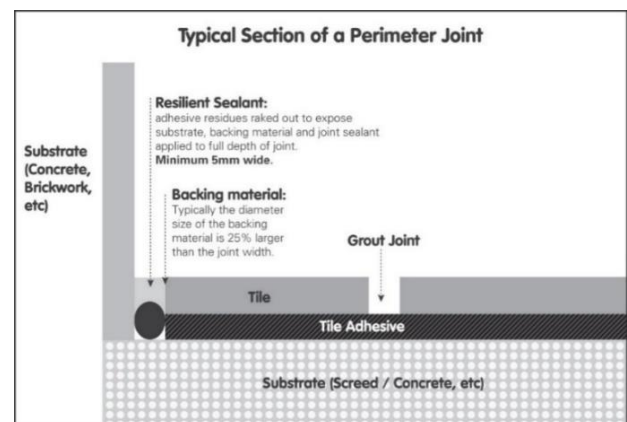 Typical Section of a Perimeter Joint
Resilient Sealant:
adhesive residues raked out to expose
substrate, backing material and joint sealant
applied to full depth of joint.
Minimum 5mm wide.
Substrate
(Concrete,
Brickwork,
etc)
Backing material:
Typically the diameter
size of the backing
material is 25% larger
than the joint width.
Grout Joint
Tile
Tile Adhesive
Substrate (Screed / Concrete, etc)